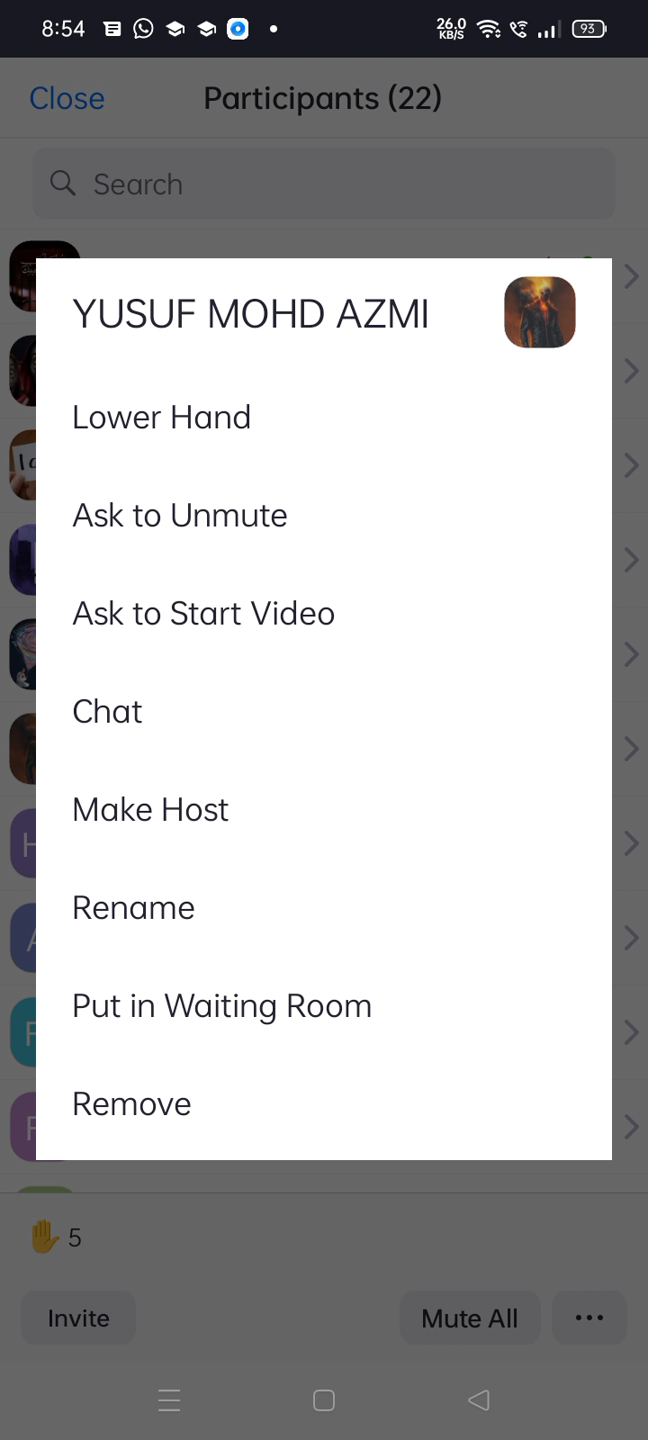 8:54
26.0
KB/S
93
Close
Participants (22)
Search
YUSUF MOHD AZMI
Lower Hand
Ask to Unmute
Ask to Start Video
Chat
Make Host
Rename
Put in Waiting Room
Remove
✋ 5
Invite
Mute All